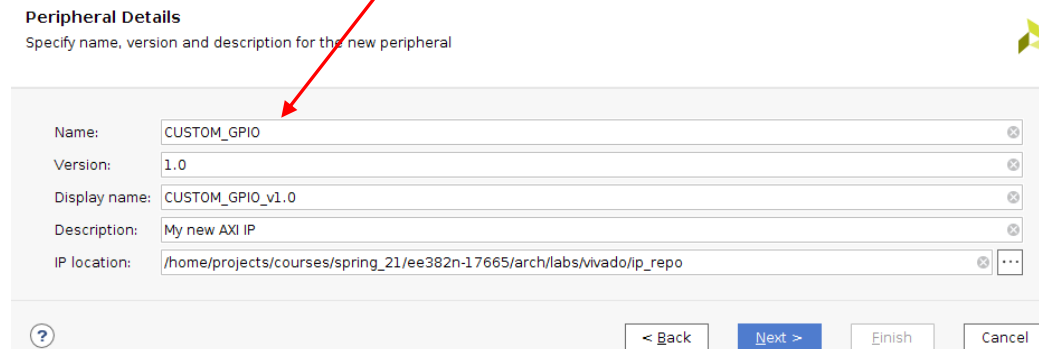 Peripheral Details
Specify name, version and description for the new peripheral
Name: CUSTOM_GPIO
Version: 1.0
Display name: CUSTOM_GPIO_v1.0
Description: My new AXI IP
IP location: /home/projects/courses/spring_21/ee382n-17665/arch/labs/vivado/ip_repo ...
? < Back Next > Finish Cancel